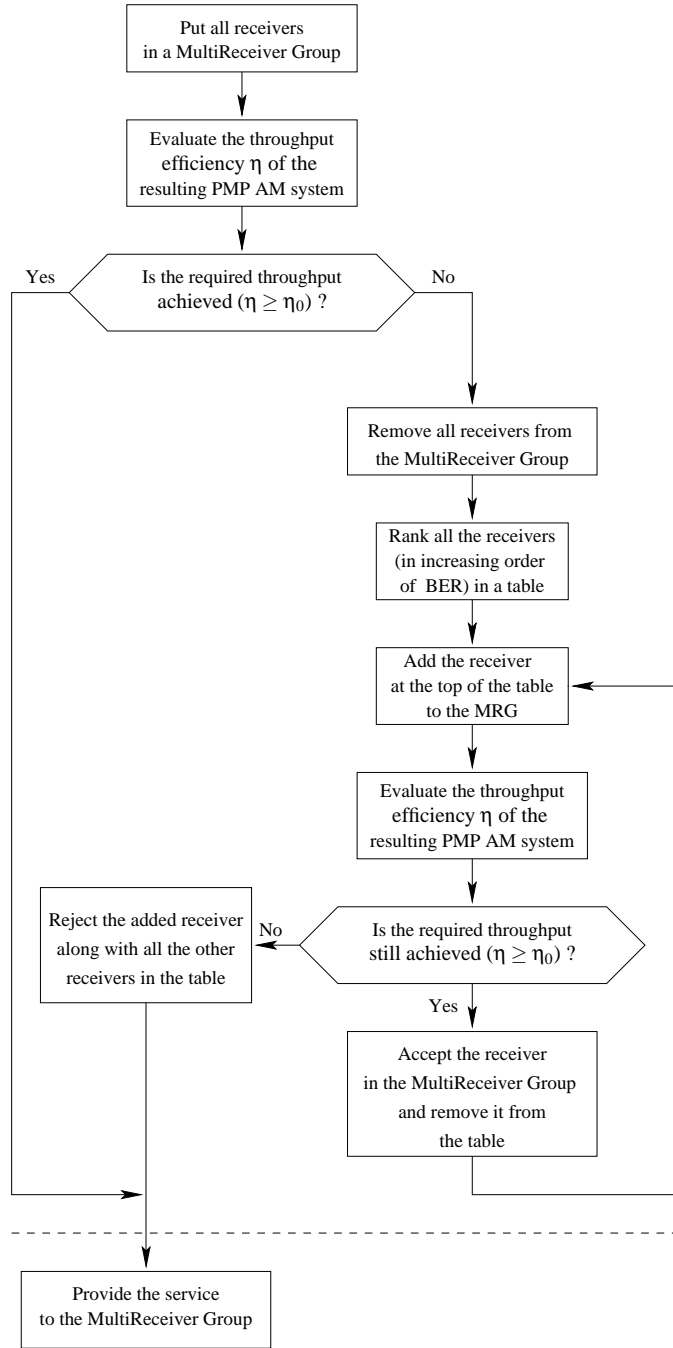 Put all receivers
in a MultiReceiver Group
Evaluate the throughput
efficiency η of the
resulting PMP AM system
Yes
Is the required throughput
achieved (η ≥ η₀) ?
No
Remove all receivers from
the MultiReceiver Group
Rank all the receivers
(in increasing order
of BER) in a table
Add the receiver
at the top of the table
to the MRG
Evaluate the throughput
efficiency η of the
resulting PMP AM system
Reject the added receiver
along with all the other
receivers in the table
No
Is the required throughput
still achieved (η ≥ η₀) ?
Yes
Accept the receiver
in the MultiReceiver Group
and remove it from
the table
Provide the service
to the MultiReceiver Group